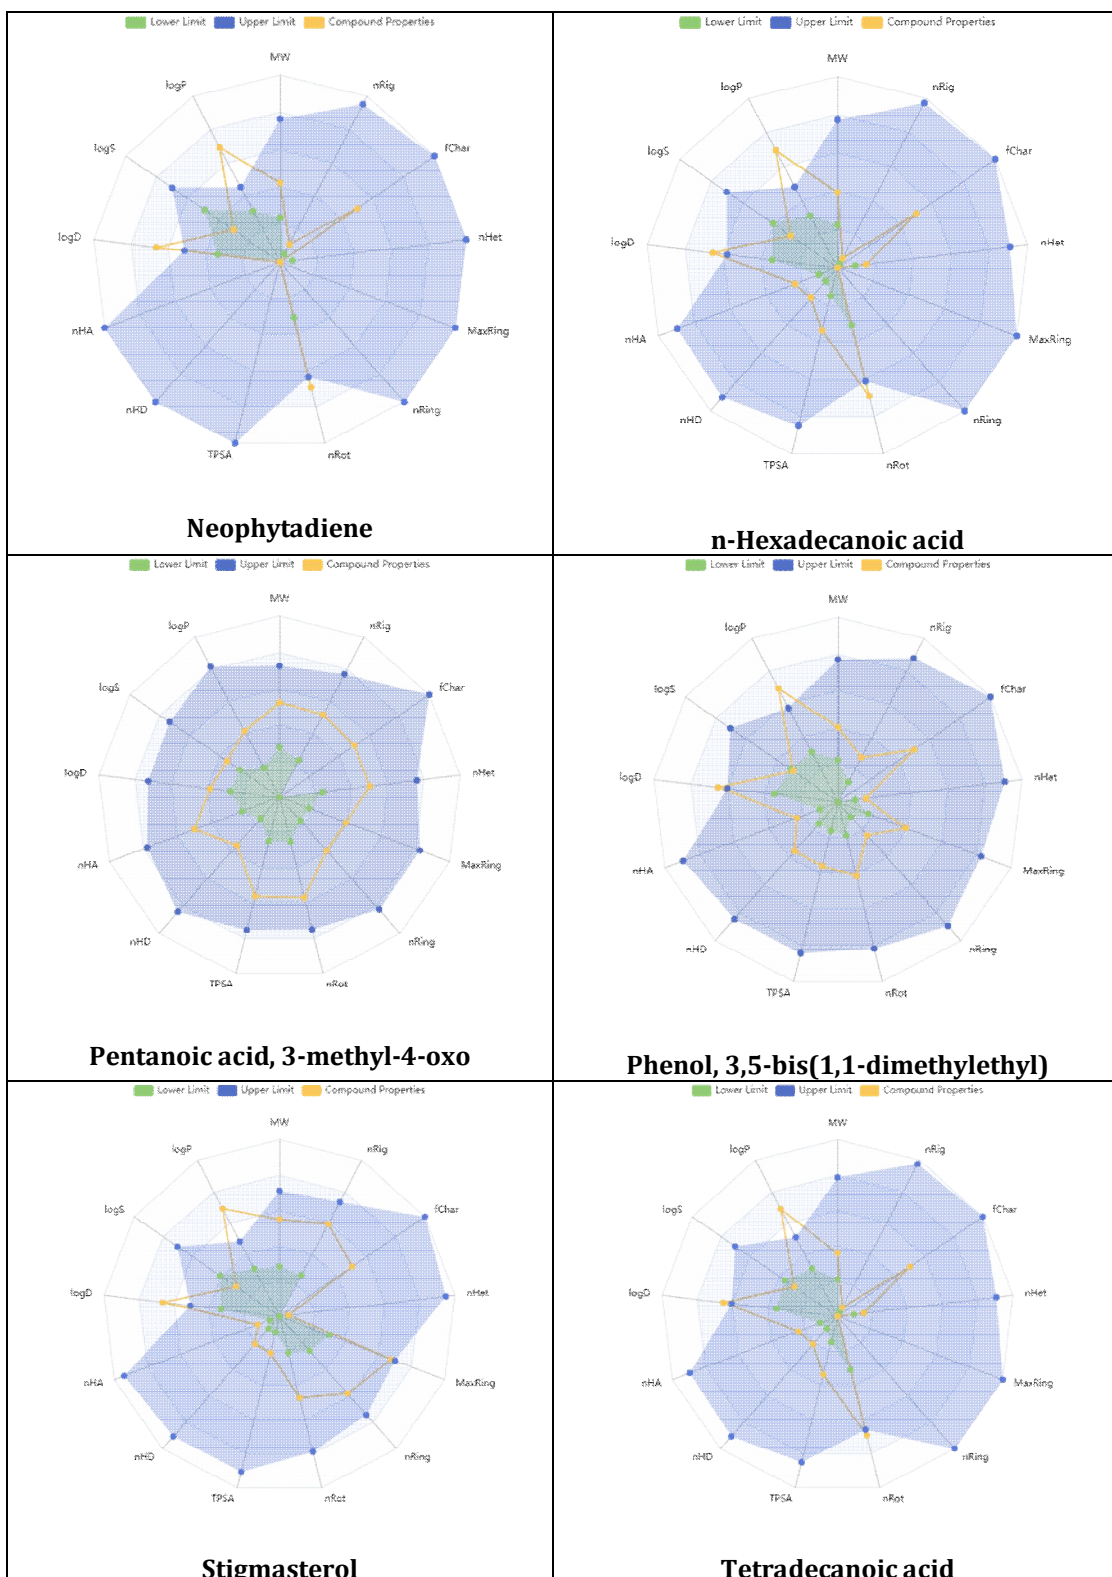 Lower Limit Upper Limit Compound Properties
MW
nRig
fChar
nHet
MaxRing
nRing
nRot
TPSA
nHD
nHA
logD
logS
logP
Neophytadiene
Lower Limit Upper Limit Compound Properties
MW
nRig
fChar
nHet
MaxRing
nRing
nRot
TPSA
nHD
nHA
logD
logS
logP
n-Hexadecanoic acid
Lower Limit Upper Limit Compound Properties
MW
nRig
fChar
nHet
MaxRing
nRing
nRot
TPSA
nHD
nHA
logD
logS
logP
Pentanoic acid, 3-methyl-4-oxo
Lower Limit Upper Limit Compound Properties
MW
nRig
fChar
nHet
MaxRing
nRing
nRot
TPSA
nHD
nHA
logD
logS
logP
Phenol, 3,5-bis(1,1-dimethylethyl)
Lower Limit Upper Limit Compound Properties
MW
nRig
fChar
nHet
MaxRing
nRing
nRot
TPSA
nHD
nHA
logD
logS
logP
Stigmasterol
Lower Limit Upper Limit Compound Properties
MW
nRig
fChar
nHet
MaxRing
nRing
nRot
TPSA
nHD
nHA
logD
logS
logP
Tetradecanoic acid